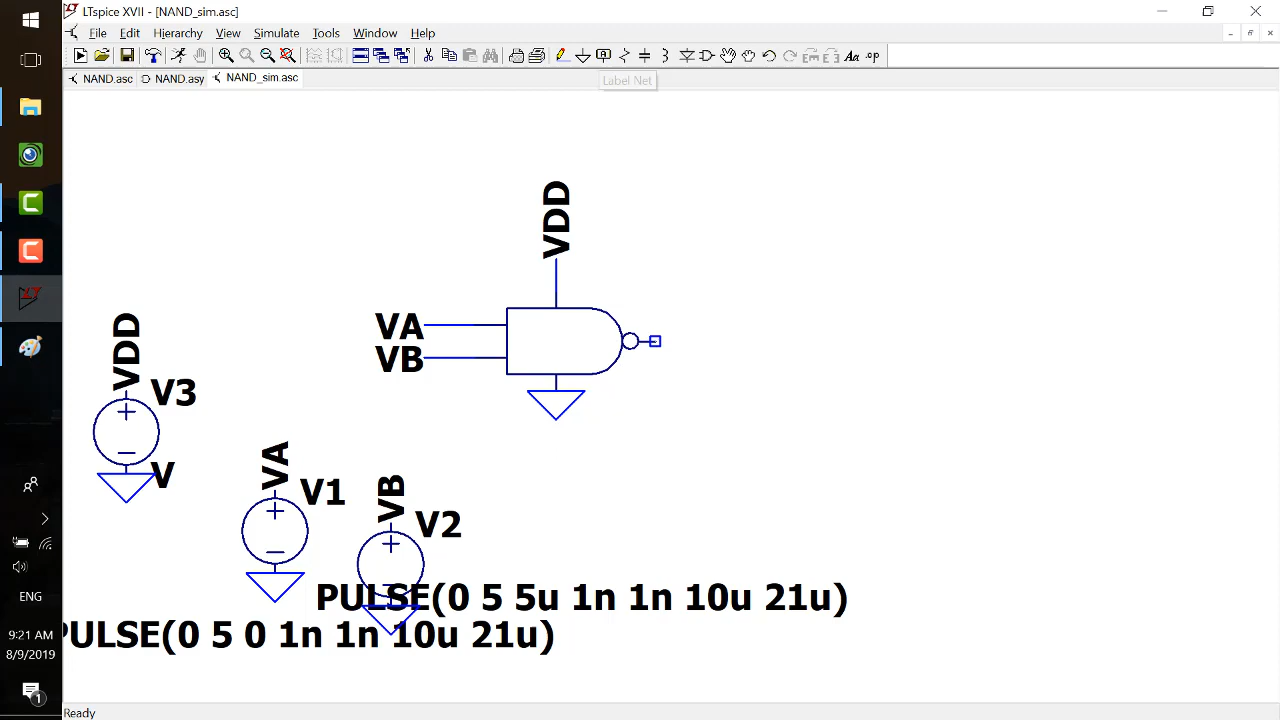 LTspice XVII - [NAND_sim.asc]
File Edit Hierarchy View Simulate Tools Window Help
.op
NAND.asc NAND.asy NAND_sim.asc
Label Net
VDD
VA
VB
VDD
V3
V
VA
V1
VB
V2
PULSE(0 5 5u 1n 1n 10u 21u)
PULSE(0 5 0 1n 1n 10u 21u)
ENG
9:21 AM
8/9/2019
1
Ready